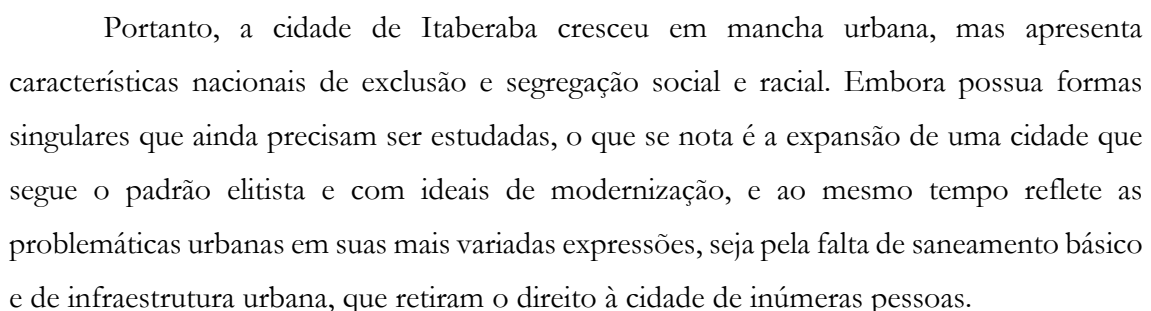 Portanto, a cidade de Itaberaba cresceu em mancha urbana, mas apresenta
características nacionais de exclusão e segregação social e racial. Embora possua formas
singulares que ainda precisam ser estudadas, o que se nota é a expansão de uma cidade que
segue o padrão elitista e com ideais de modernização, e ao mesmo tempo reflete as
problemáticas urbanas em suas mais variadas expressões, seja pela falta de saneamento básico
e de infraestrutura urbana, que retiram o direito à cidade de inúmeras pessoas.